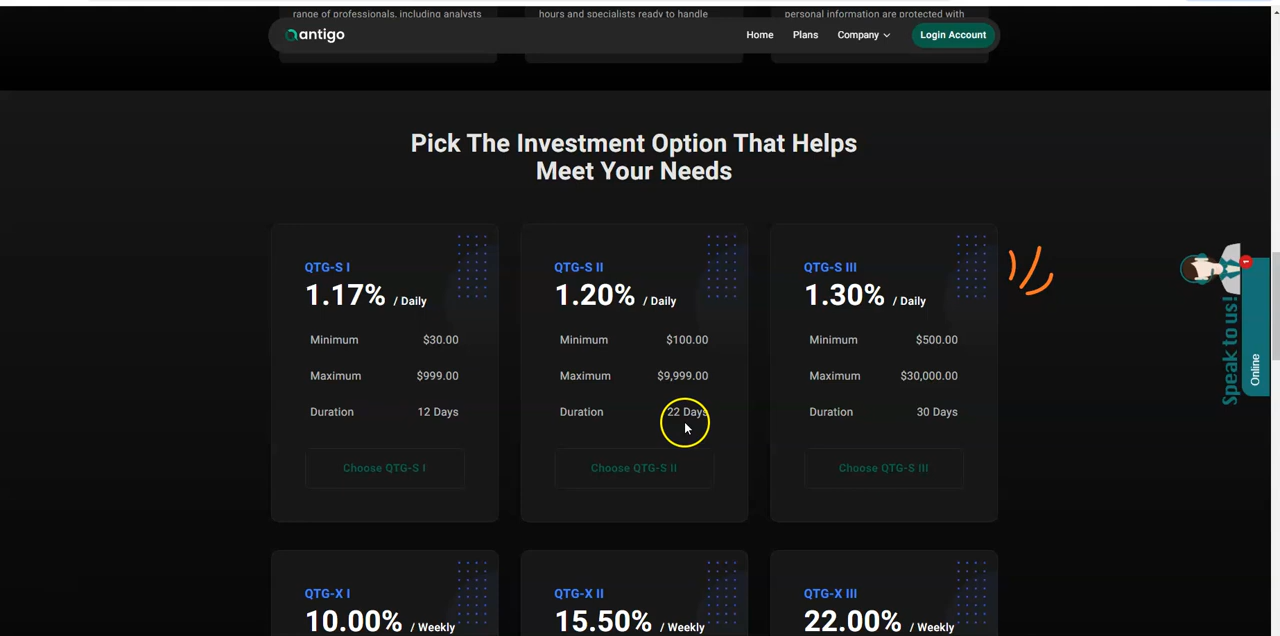 range of professionals, including analysts
hours and specialists ready to handle
personal information are protected with
antigo
Home
Plans
Company
Login Account
Pick The Investment Option That Helps
Meet Your Needs
QTG-S I
1.17% / Daily
Minimum $30.00
Maximum $999.00
Duration 12 Days
Choose QTG-S I
QTG-S II
1.20% / Daily
Minimum $100.00
Maximum $9,999.00
Duration 22 Days
Choose QTG-S II
QTG-S III
1.30% / Daily
Minimum $500.00
Maximum $30,000.00
Duration 30 Days
Choose QTG-S III
QTG-X I
10.00% / Weekly
QTG-X II
15.50% / Weekly
QTG-X III
22.00% / Weekly
1
Speak to us!
Online